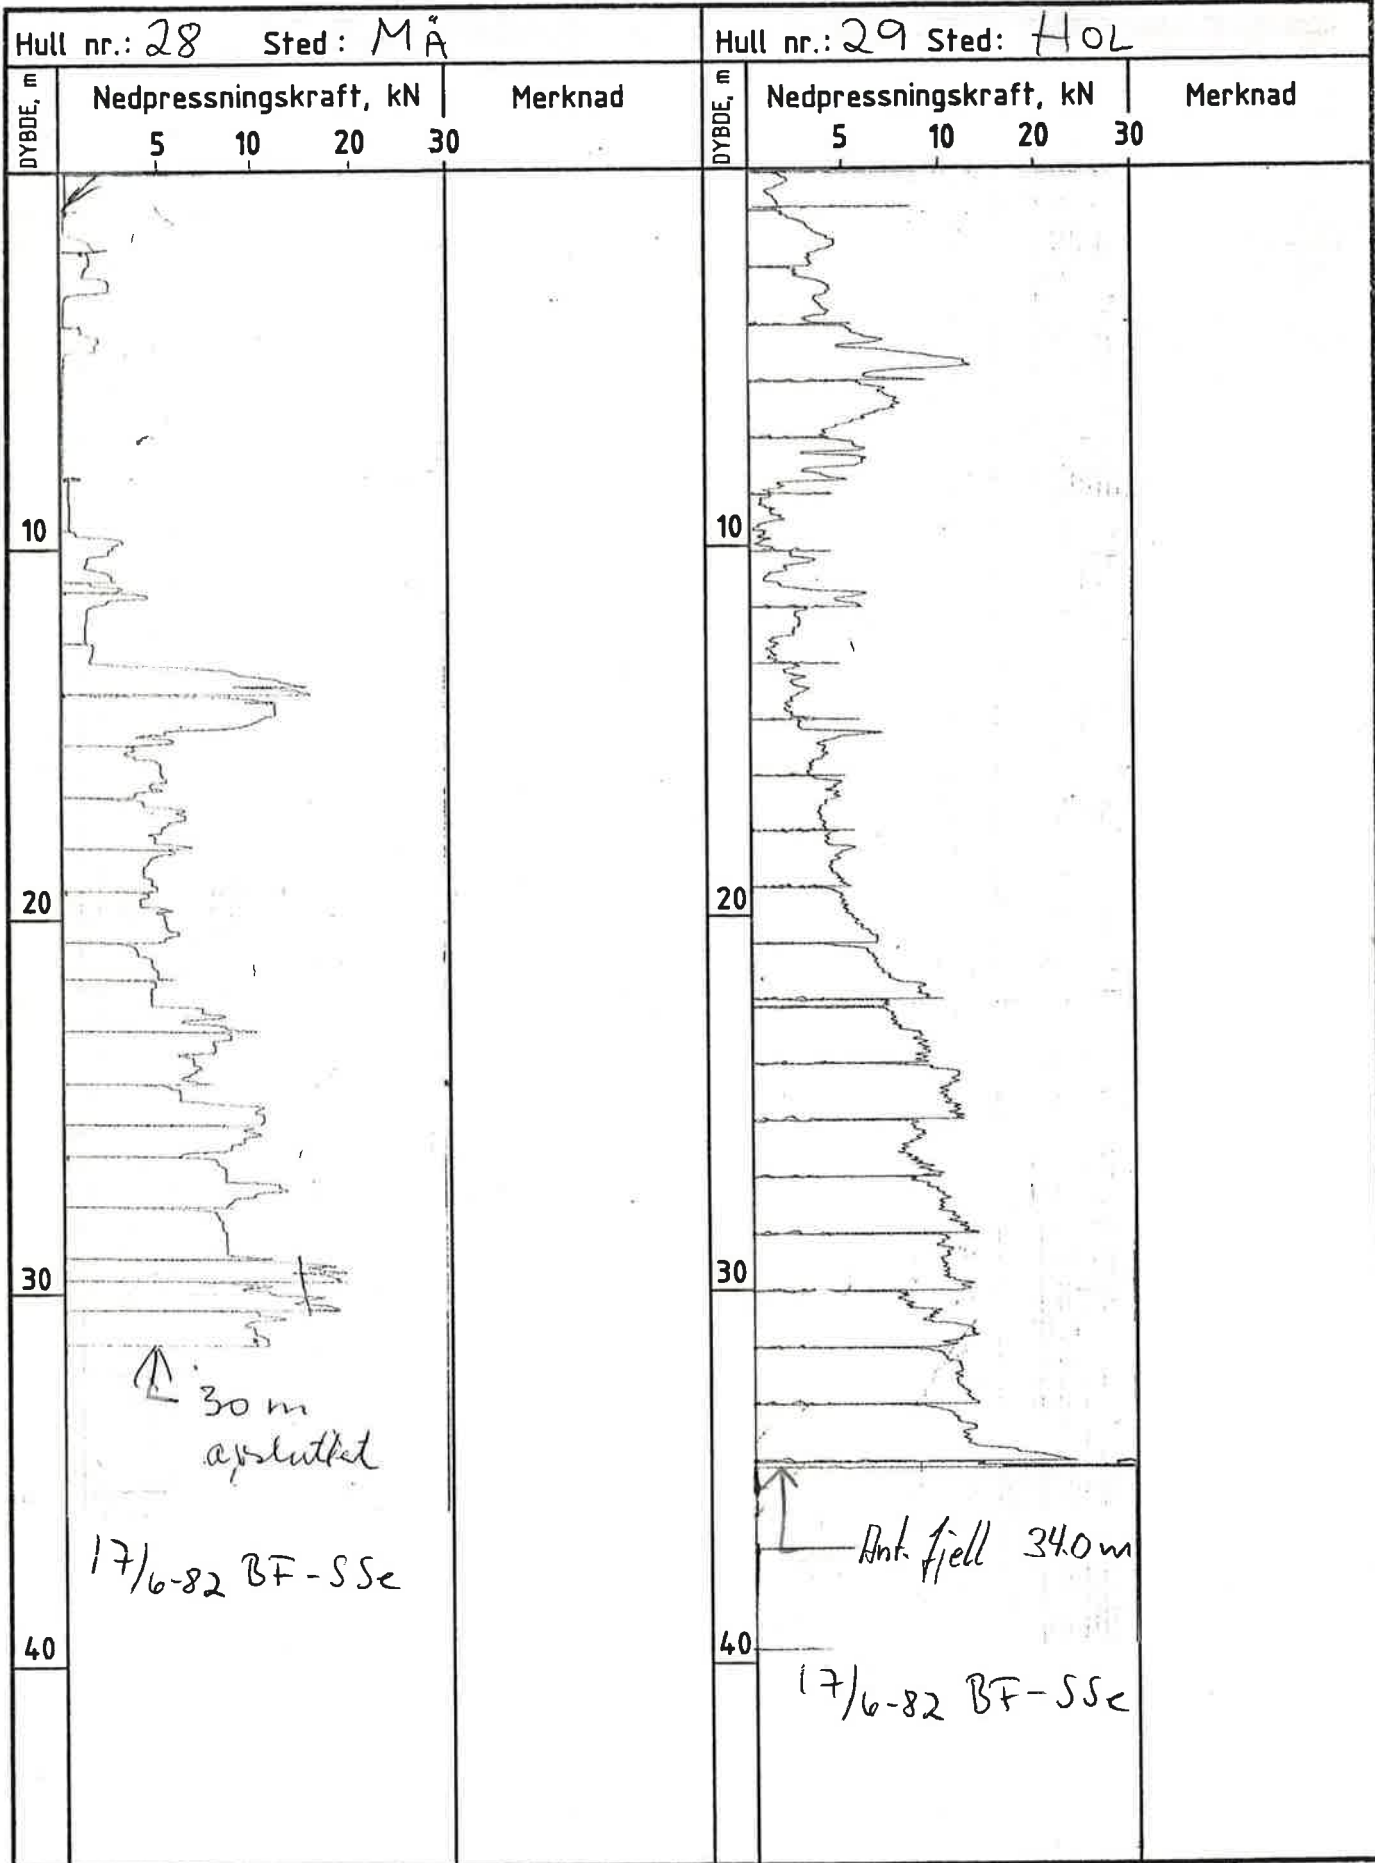 Hull nr.: 28 Sted: MÄ
DYBDE, m
Nedpressningskraft, kN
Merknad
5 10 20 30
10
20
30
40
30 m
avsluttet
17/6-82 BF-SSe
Hull nr.: 29 Sted: HOL
DYBDE, m
Nedpressningskraft, kN
Merknad
5 10 20 30
10
20
30
40
Ant. fjell 34.0 m
17/6-82 BF-SSe